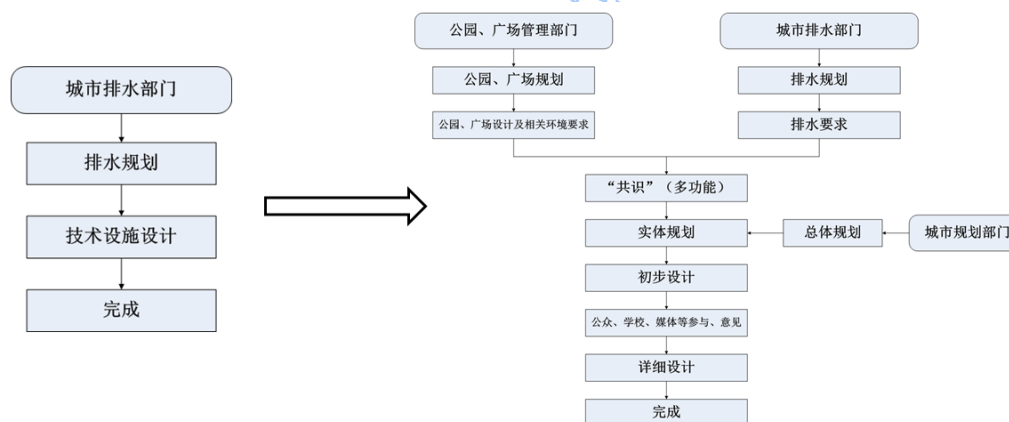 城市排水部门
排水规划
技术设施设计
完成
公园、广场管理部门
公园、广场规划
公园、广场设计及相关环境要求
城市排水部门
排水规划
排水要求
“共识”（多功能）
实体规划
总体规划
城市规划部门
初步设计
公众、学校、媒体等参与、意见
详细设计
完成